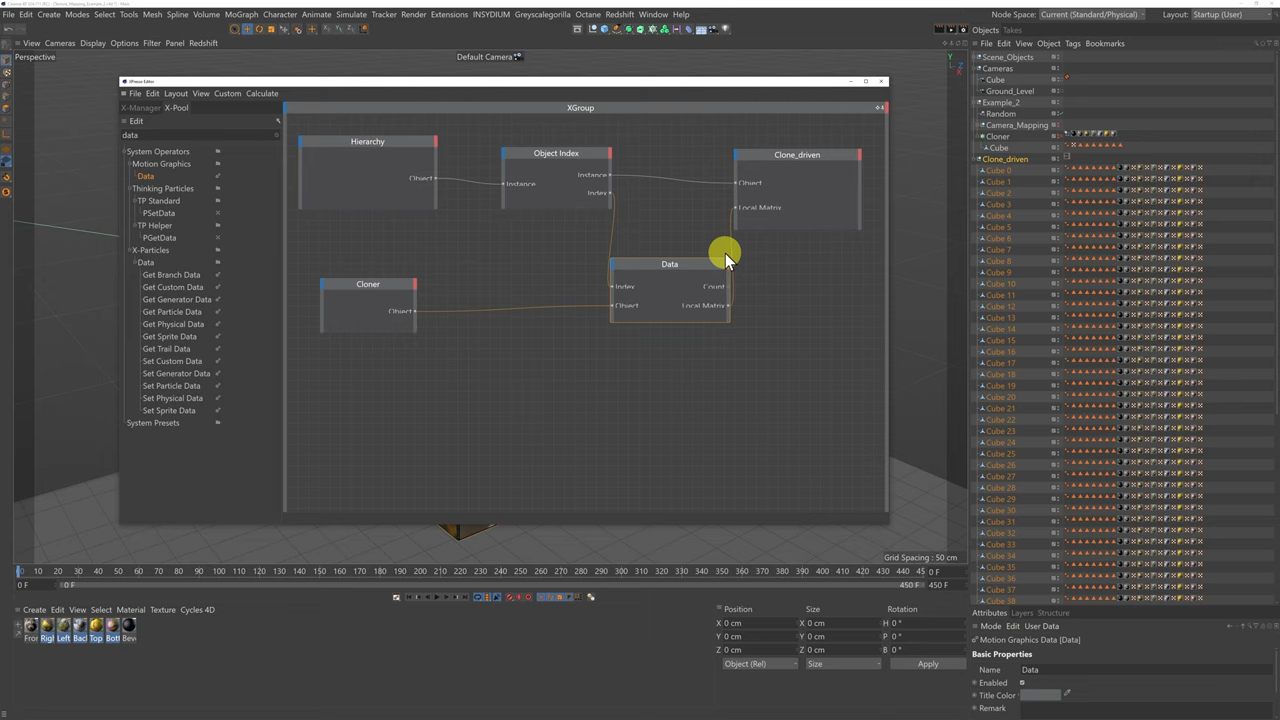 File Edit Create Modes Select Tools Mesh Spline Volume MoGraph Character Animate Simulate Tracker Render Extensions INSYDIUM Greyscalegorilla Octane Redshift Window Help Node Space: Current (Standard/Physical) Layout: Startup (User)
View Cameras Display Options Filter Panel Redshift
Perspective Default Camera
XPresso Editor
File Edit Layout View Custom Calculate
X-Manager X-Pool
Edit
data
System Operators
Motion Graphics
Data
Thinking Particles
TP Standard
PSetData
TP Helper
PGetData
X-Particles
Data
Get Branch Data
Get Custom Data
Get Generator Data
Get Particle Data
Get Physical Data
Get Sprite Data
Get Trail Data
Set Custom Data
Set Generator Data
Set Particle Data
Set Physical Data
Set Sprite Data
System Presets
XGroup
Hierarchy
Object
Object Index
Instance
Instance
Index
Clone_driven
Object
Local Matrix
Cloner
Object
Data
Index Count
Object Local Matrix
Grid Spacing : 50 cm
Objects Structure
File Edit View Object Tags Bookmarks
Scene_Objects
Cameras
Cube
Ground_Level
Example_2
Random
Camera_Mapping
Cloner
Cube
Clone_driven
Cube 0
Cube 1
Cube 2
Cube 3
Cube 4
Cube 5
Cube 6
Cube 7
Cube 8
Cube 9
Cube 10
Cube 11
Cube 12
Cube 13
Cube 14
Cube 15
Cube 16
Cube 17
Cube 18
Cube 19
Cube 20
Cube 21
Cube 22
Cube 23
Cube 24
Cube 25
Cube 26
Cube 27
Cube 28
Cube 29
Cube 30
Cube 31
Cube 32
Cube 33
Cube 34
Cube 35
Cube 36
Cube 37
Cube 38
10 20 30 40 50 60 70 80 90 100 110 120 130 140 150 160 170 180 190 200 210 220 230 240 250 260 270 280 290 300 310 320 330 340 350 360 370 380 390 400 410 420 430 44 45 0 F
0 F 0 F 450 F 450 F
Create Edit View Select Material Texture Cycles 4D
Fron Righ Left Back Top Bott Beve
Position Size Rotation
X 0 cm X 0 cm H 0 °
Y 0 cm Y 0 cm P 0 °
Z 0 cm Z 0 cm B 0 °
Object (Rel) Size Apply
Attributes Layers Structure
Mode Edit User Data
Motion Graphics Data [Data]
Basic Properties
Name Data
Enabled
Title Color
Remark